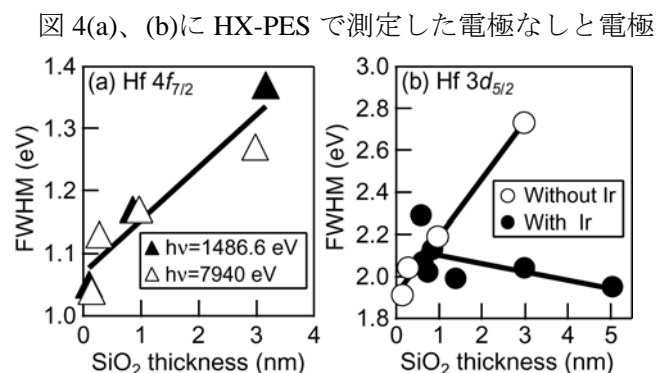 図 4(a)、(b)に HX-PES で測定した電極なしと電極
(a) Hf 4f7/2
FWHM (eV)
1.4
1.3
1.2
1.1
1.0
hν=1486.6 eV
hν=7940 eV
0 1 2 3 4
SiO2 thickness (nm)
(b) Hf 3d5/2
FWHM (eV)
3.0
2.8
2.6
2.4
2.2
2.0
1.8
Without Ir
With Ir
0 1 2 3 4 5
SiO2 thickness (nm)